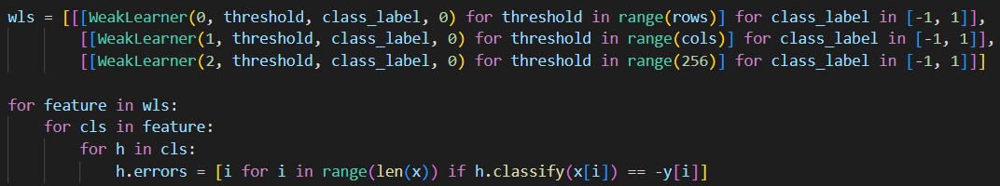 wls = [[[WeakLearner(0, threshold, class_label, 0) for threshold in range(rows)] for class_label in [-1, 1]],
[[WeakLearner(1, threshold, class_label, 0) for threshold in range(cols)] for class_label in [-1, 1]],
[[WeakLearner(2, threshold, class_label, 0) for threshold in range(256)] for class_label in [-1, 1]]]
for feature in wls:
for cls in feature:
for h in cls:
h.errors = [i for i in range(len(x)) if h.classify(x[i]) == -y[i]]